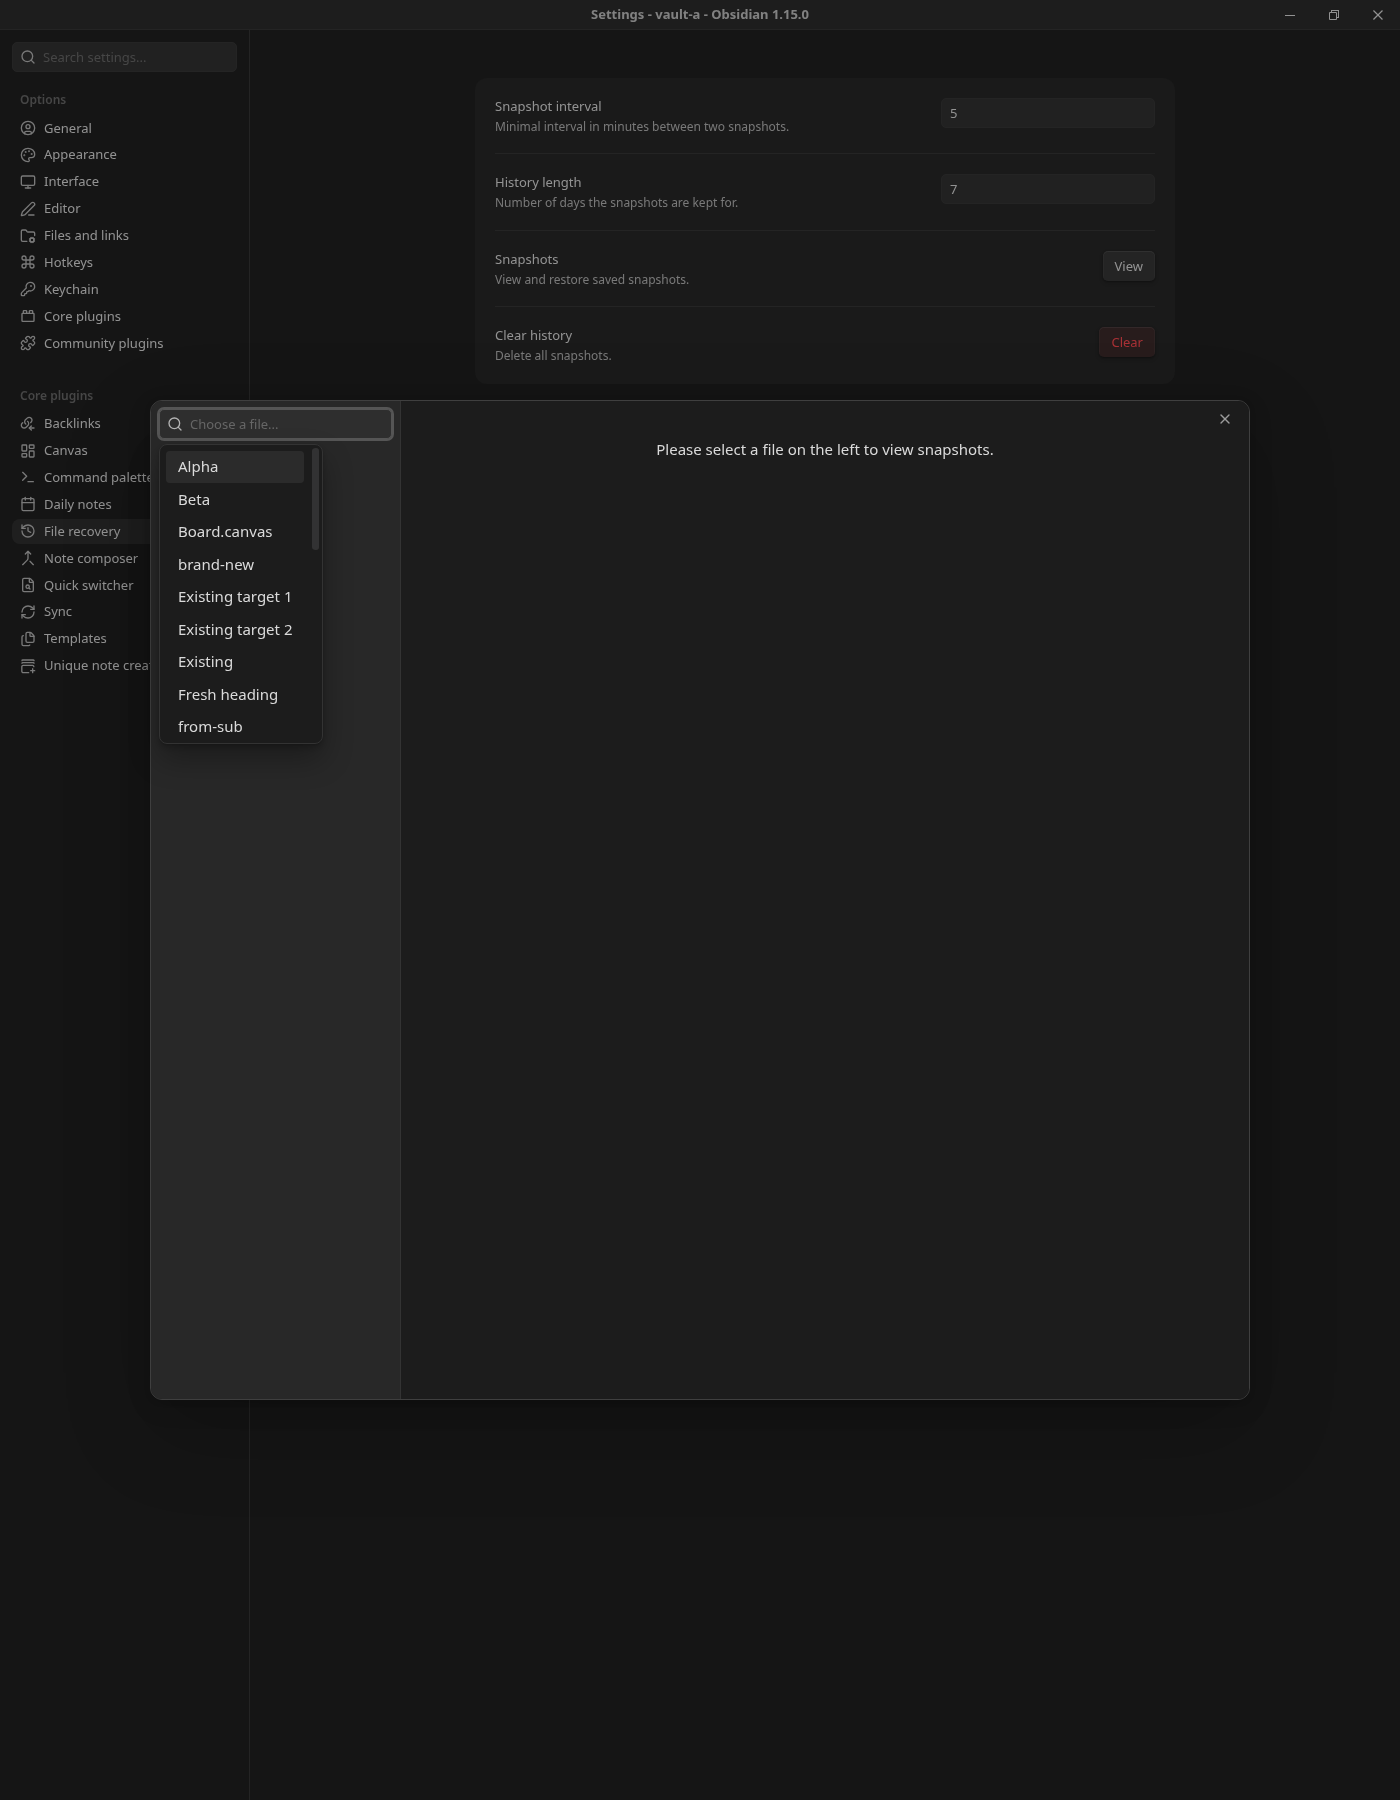 Settings - vault-a - Obsidian 1.15.0
Search settings...
Options
General
Appearance
Interface
Editor
Files and links
Hotkeys
Keychain
Core plugins
Community plugins
Core plugins
Backlinks
Canvas
Command palette
Daily notes
File recovery
Note composer
Quick switcher
Sync
Templates
Unique note crea
Snapshot interval
Minimal interval in minutes between two snapshots.
5
History length
Number of days the snapshots are kept for.
7
Snapshots
View and restore saved snapshots.
View
Clear history
Delete all snapshots.
Clear
Choose a file...
Alpha
Beta
Board.canvas
brand-new
Existing target 1
Existing target 2
Existing
Fresh heading
from-sub
Please select a file on the left to view snapshots.